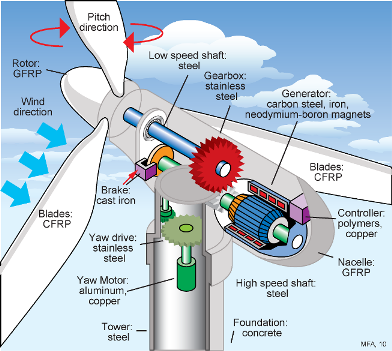 Pitch
direction
Rotor:
GFRP
Low speed shaft:
steel
Gearbox:
stainless
steel
Wind
direction
Generator:
carbon steel, iron,
neodymium-boron magnets
Blades:
CFRP
Brake:
cast iron
Blades:
CFRP
Controller:
polymers,
copper
Yaw drive:
stainless
steel
Nacelle:
GFRP
Yaw Motor:
aluminum,
copper
High speed shaft:
steel
Tower:
steel
Foundation:
concrete
MFA, 10